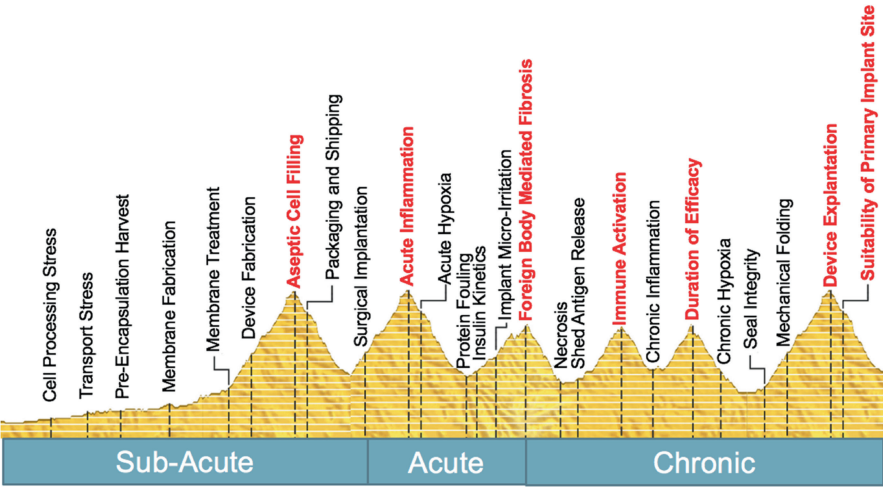 Cell Processing Stress
Transport Stress
Pre-Encapsulation Harvest
Membrane Fabrication
Membrane Treatment
Device Fabrication
Aseptic Cell Filling
Packaging and Shipping
Surgical Implantation
Acute Inflammation
Acute Hypoxia
Protein Fouling
Insulin Kinetics
Implant Micro-Irritation
Foreign Body Mediated Fibrosis
Necrosis
Shed Antigen Release
Immune Activation
Chronic Inflammation
Duration of Efficacy
Chronic Hypoxia
Seal Integrity
Mechanical Folding
Device Explantation
Suitability of Primary Implant Site
Sub-Acute
Acute
Chronic